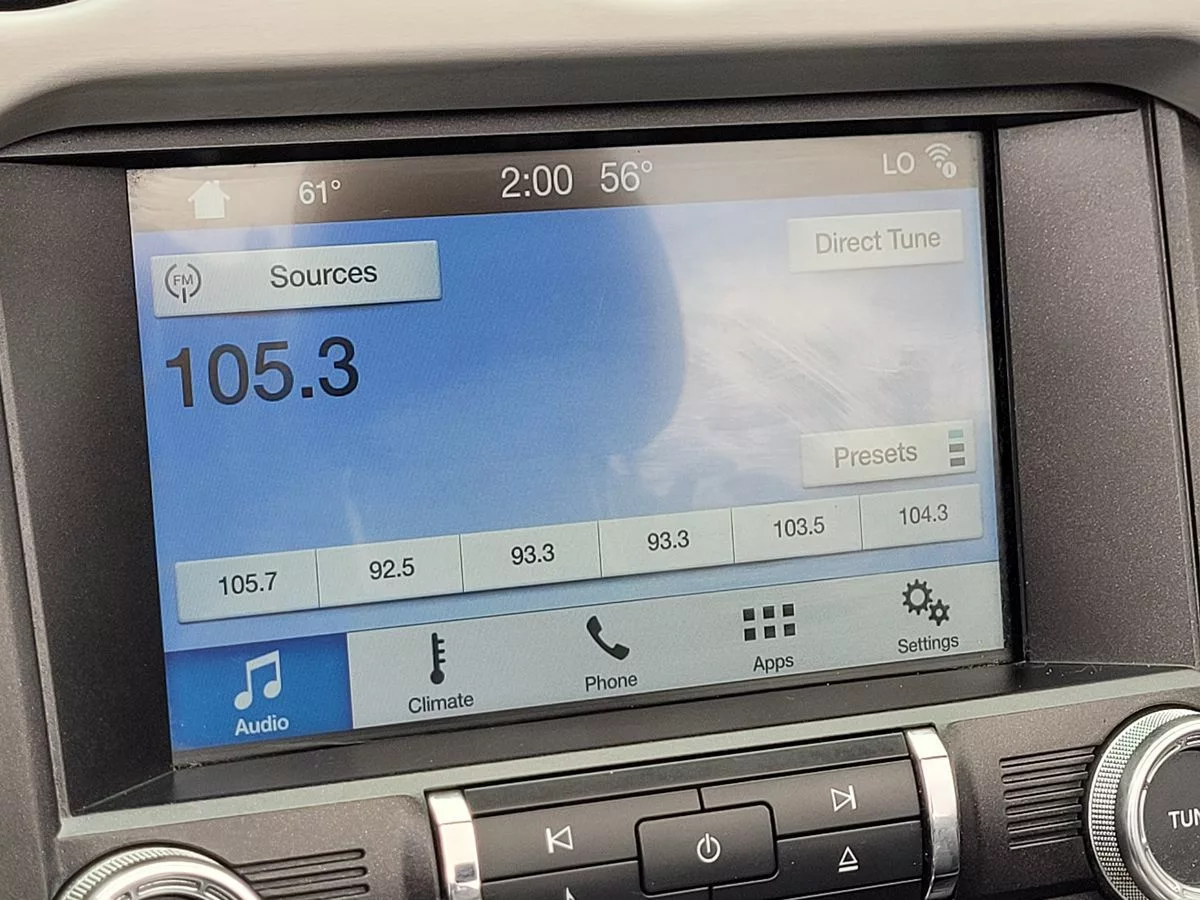 61° 2:00 56° LO
FM Sources
Direct Tune
105.3
Presets
105.7 92.5 93.3 93.3 103.5 104.3
Audio Climate Phone Apps Settings
TUN